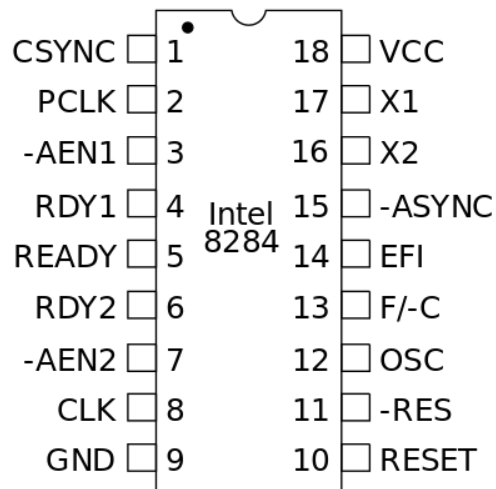 CSYNC 1 18 VCC
PCLK 2 17 X1
-AEN1 3 16 X2
RDY1 4 Intel 15 -ASYNC
READY 5 8284 14 EFI
RDY2 6 13 F/-C
-AEN2 7 12 OSC
CLK 8 11 -RES
GND 9 10 RESET